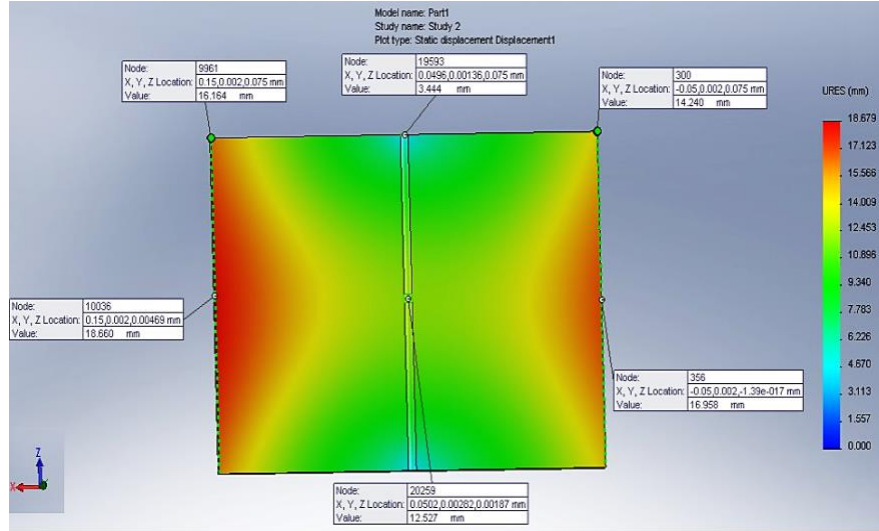 Model name: Part1
Study name: Study 2
Plot type: Static displacement Displacement1
Node: 9961
X, Y, Z Location: 0.15,0.002,0.075 mm
Value: 16.164 mm
Node: 19593
X, Y, Z Location: 0.0496,0.00136,0.075 mm
Value: 3.444 mm
Node: 300
X, Y, Z Location: -0.05,0.002,0.075 mm
Value: 14.240 mm
URES (mm)
18.679
17.123
15.566
14.009
12.453
10.896
9.340
7.783
6.226
4.670
3.113
1.557
0.000
Node: 10036
X, Y, Z Location: 0.15,0.002,0.00469 mm
Value: 18.660 mm
Node: 356
X, Y, Z Location: -0.05,0.002,-1.39e-017 mm
Value: 16.958 mm
Node: 20259
X, Y, Z Location: 0.0502,0.00282,0.00187 mm
Value: 12.527 mm
Z
X